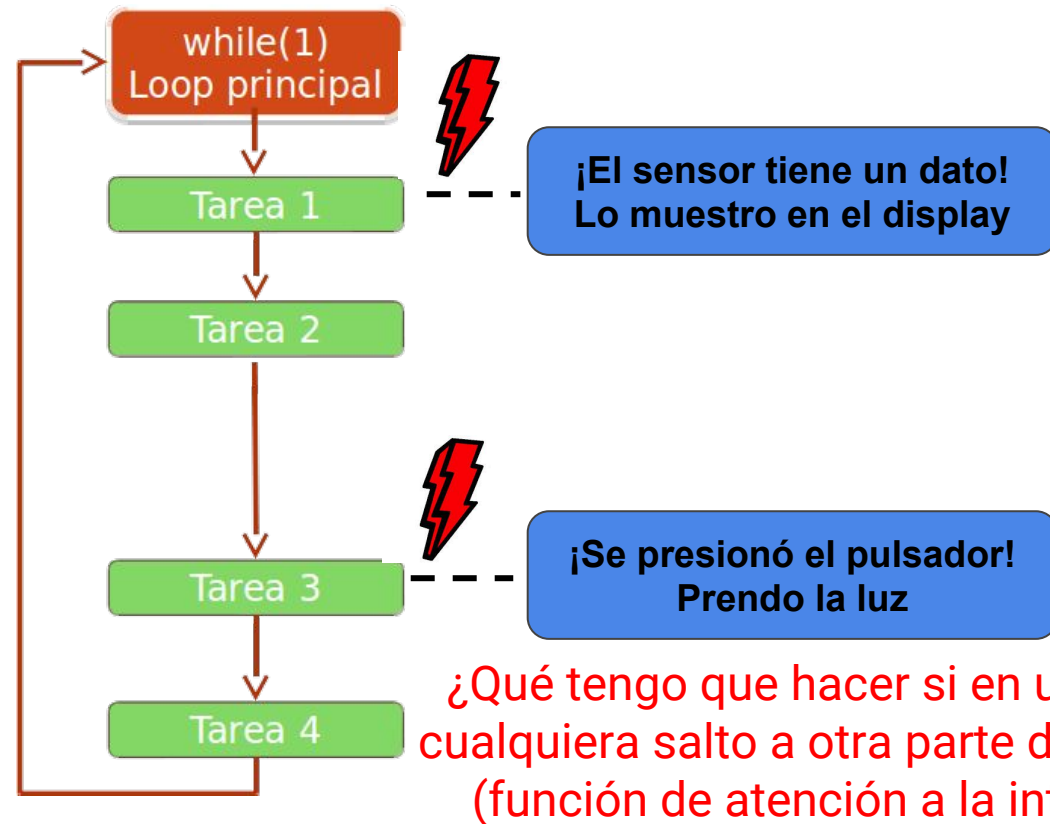 while(1)
Loop principal
¡El sensor tiene un dato!
Lo muestro en el display
Tarea 1
Tarea 2
¡Se presionó el pulsador!
Prendo la luz
Tarea 3
¿Qué tengo que hacer si en
Tarea 4
cualquiera salto a otra parte
(función de atención a la